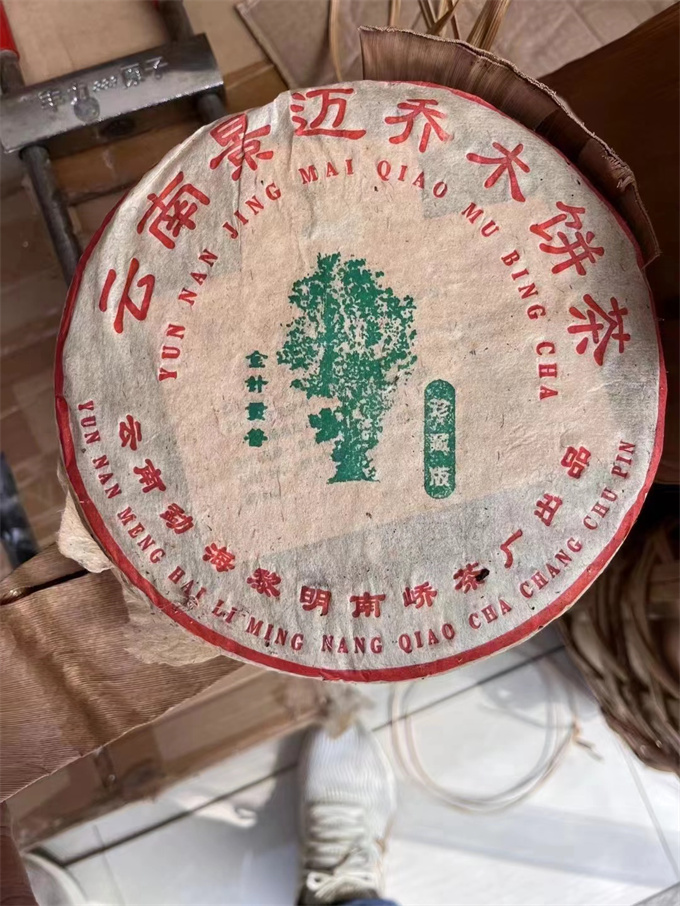 云南景迈乔木饼茶
YUN NAN JING MAI QIAO MU BING CHA
金针
珍藏版
云南勐海黎明南峤茶厂出品
YUN NAN MENG HAI LI MING NANG QIAO CHA CHANG CHU PIN